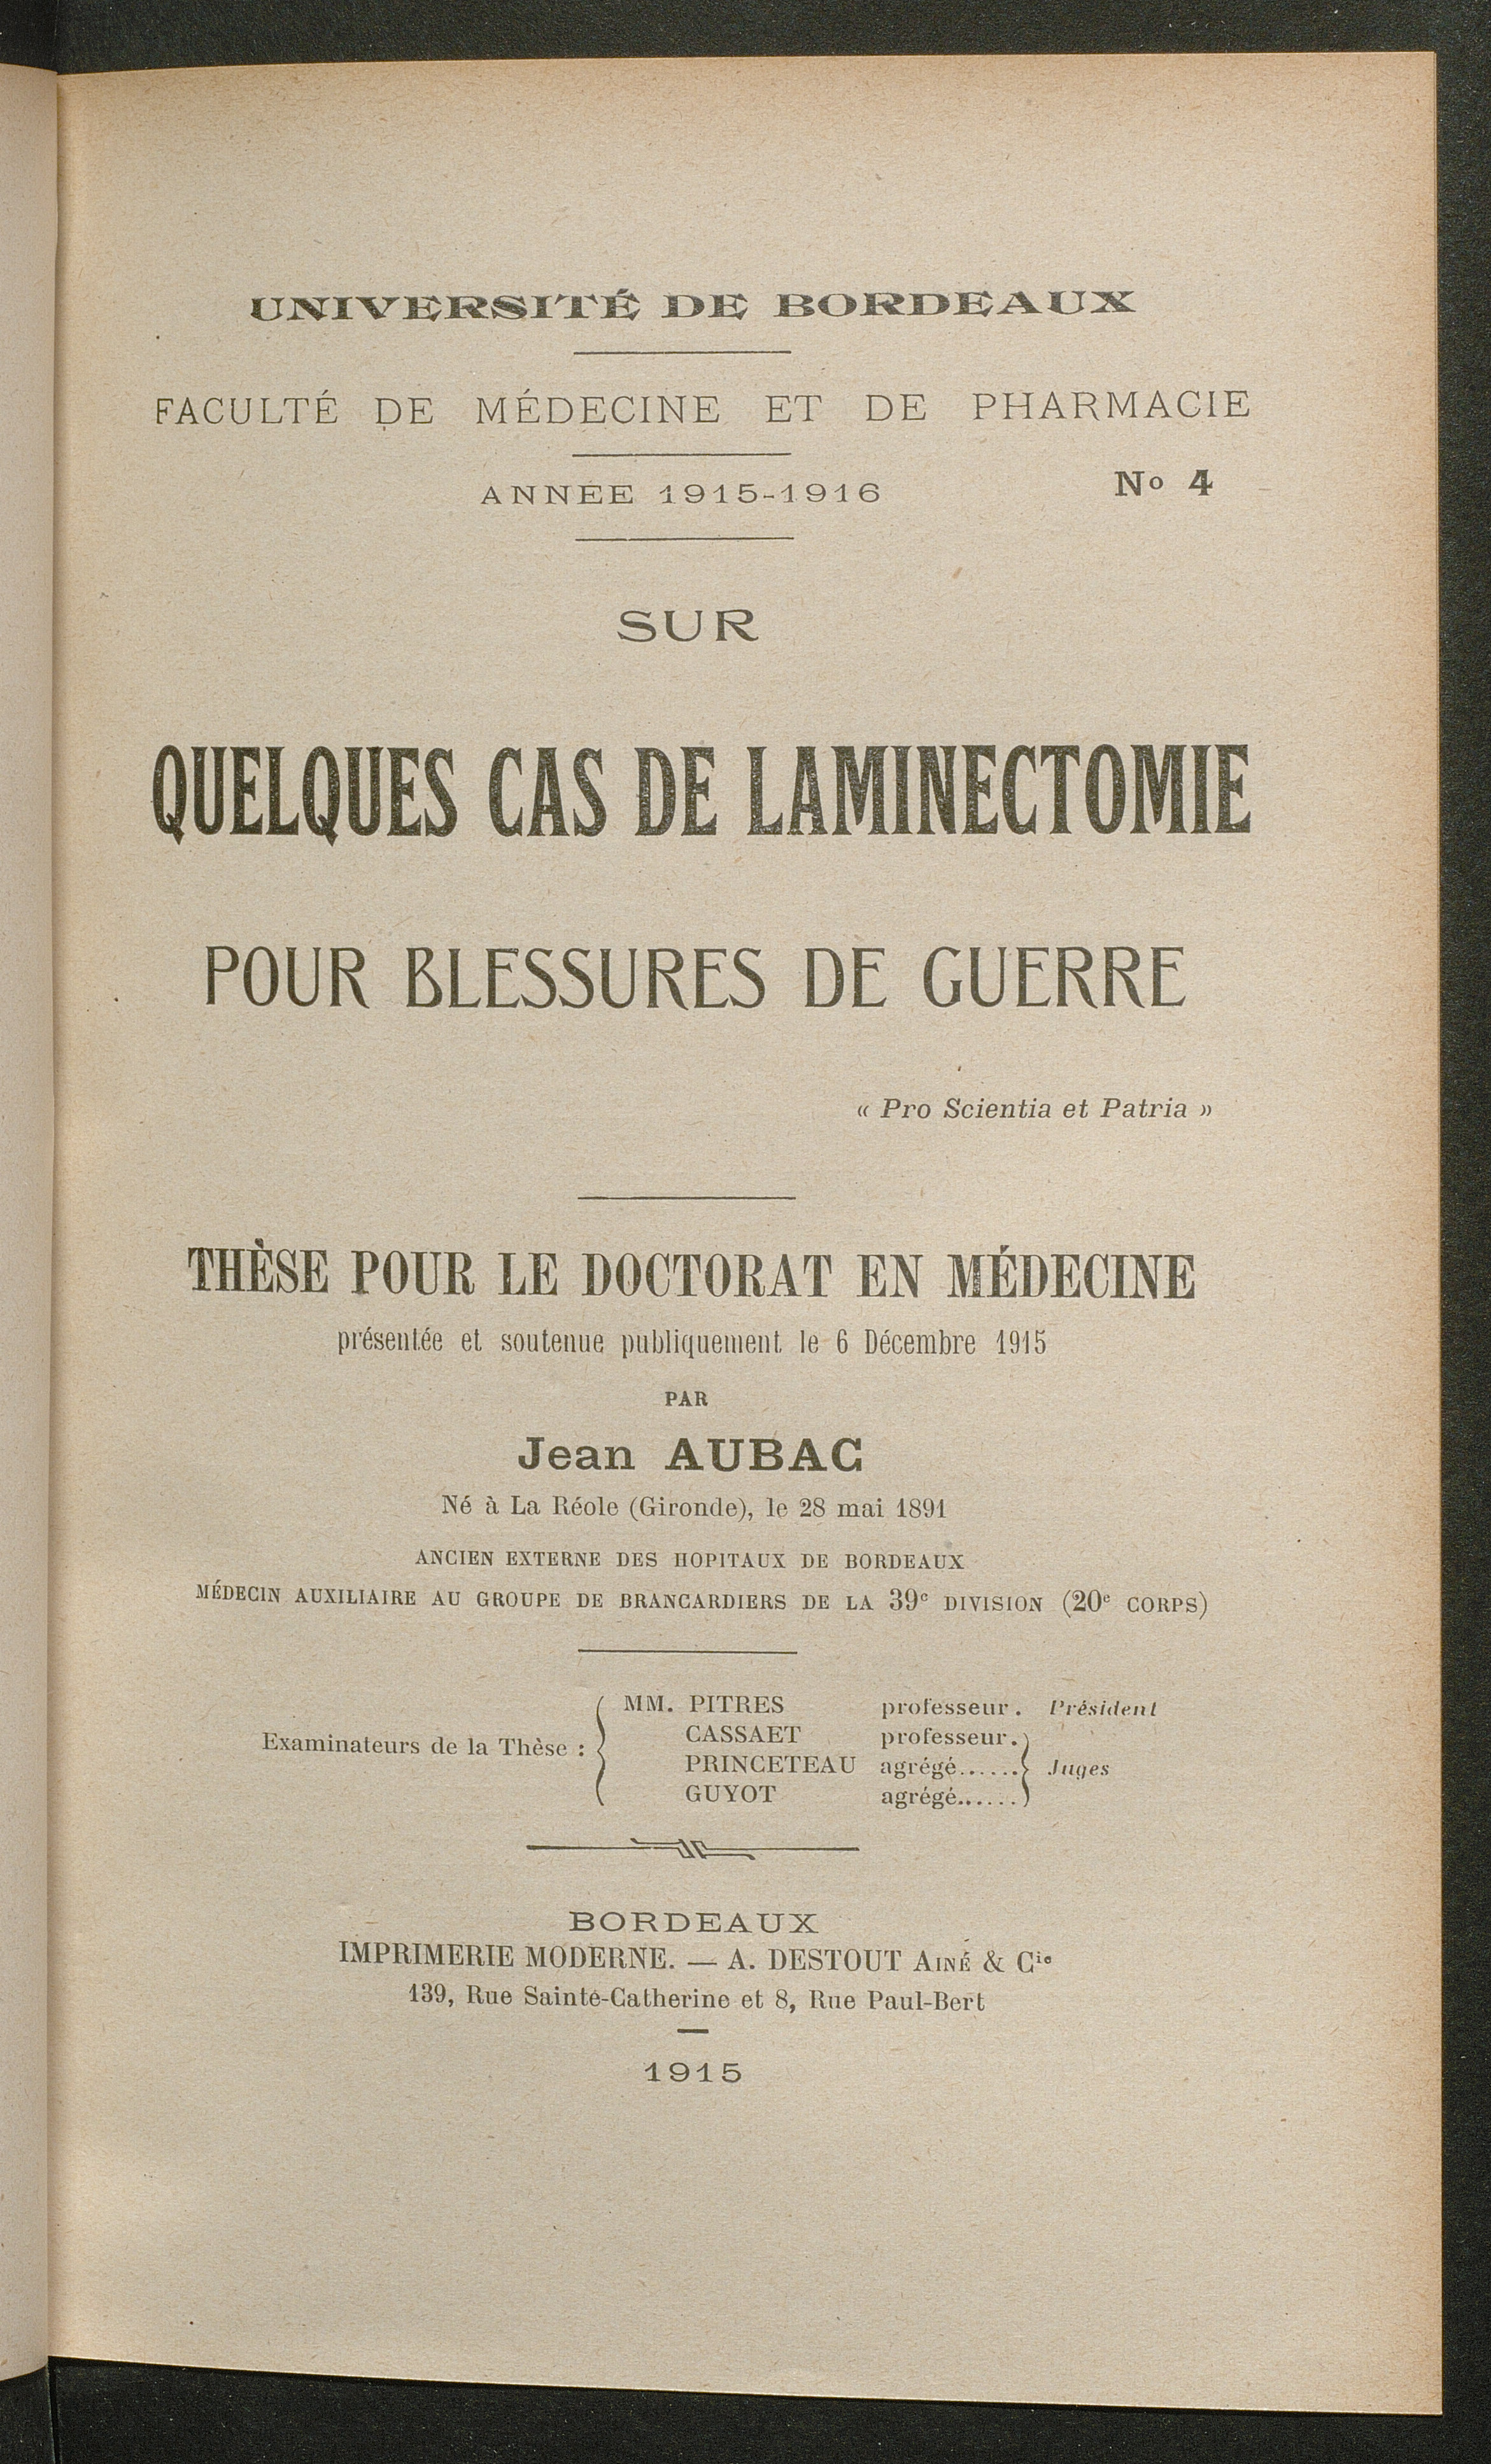 UNIVERSITÉ DE BORDEAUX
FACULTÉ DE MÉDECINE ET DE PHARMACIE
ANNÉE 1915-1916 No 4
SUR
QUELQUES CAS DE LAMINECTOMIE
POUR BLESSURES DE GUERRE
« Pro Scientia et Patria »
THÈSE POUR LE DOCTORAT EN MÉDECINE
présentée et soutenue publiquement le 6 Décembre 1915
PAR
Jean AUBAC
Né à La Réole (Gironde), le 28 mai 1891
ANCIEN EXTERNE DES HOPITAUX DE BORDEAUX
MÉDECIN AUXILIAIRE AU GROUPE DE BRANCARDIERS DE LA 39e DIVISION (20e CORPS)
MM. PITRES professeur. Président
CASSAET professeur.
Examinateurs de la Thèse :
PRINCETEAU agrégé...... Juges
GUYOT agrégé......
BORDEAUX
IMPRIMERIE MODERNE. — A. DESTOUT AINÉ & Cie
139, Rue Sainte-Catherine et 8, Rue Paul-Bert
1915